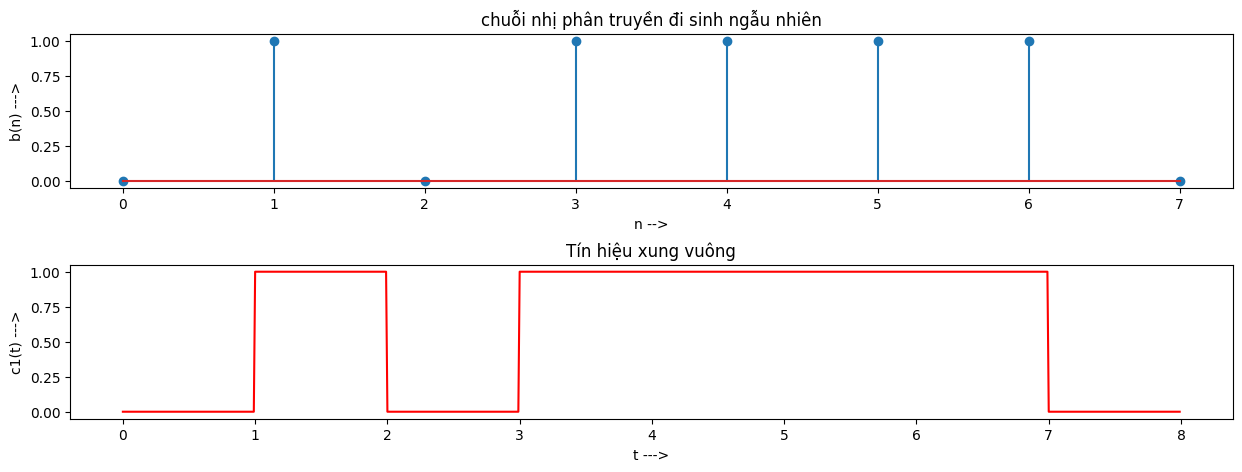 chuỗi nhị phân truyền đi sinh ngẫu nhiên
1.00
0.75
0.50
0.25
0.00
b(n) --->
0 1 2 3 4 5 6 7
n -->
Tín hiệu xung vuông
1.00
0.75
0.50
0.25
0.00
c1(t) --->
0 1 2 3 4 5 6 7 8
t --->